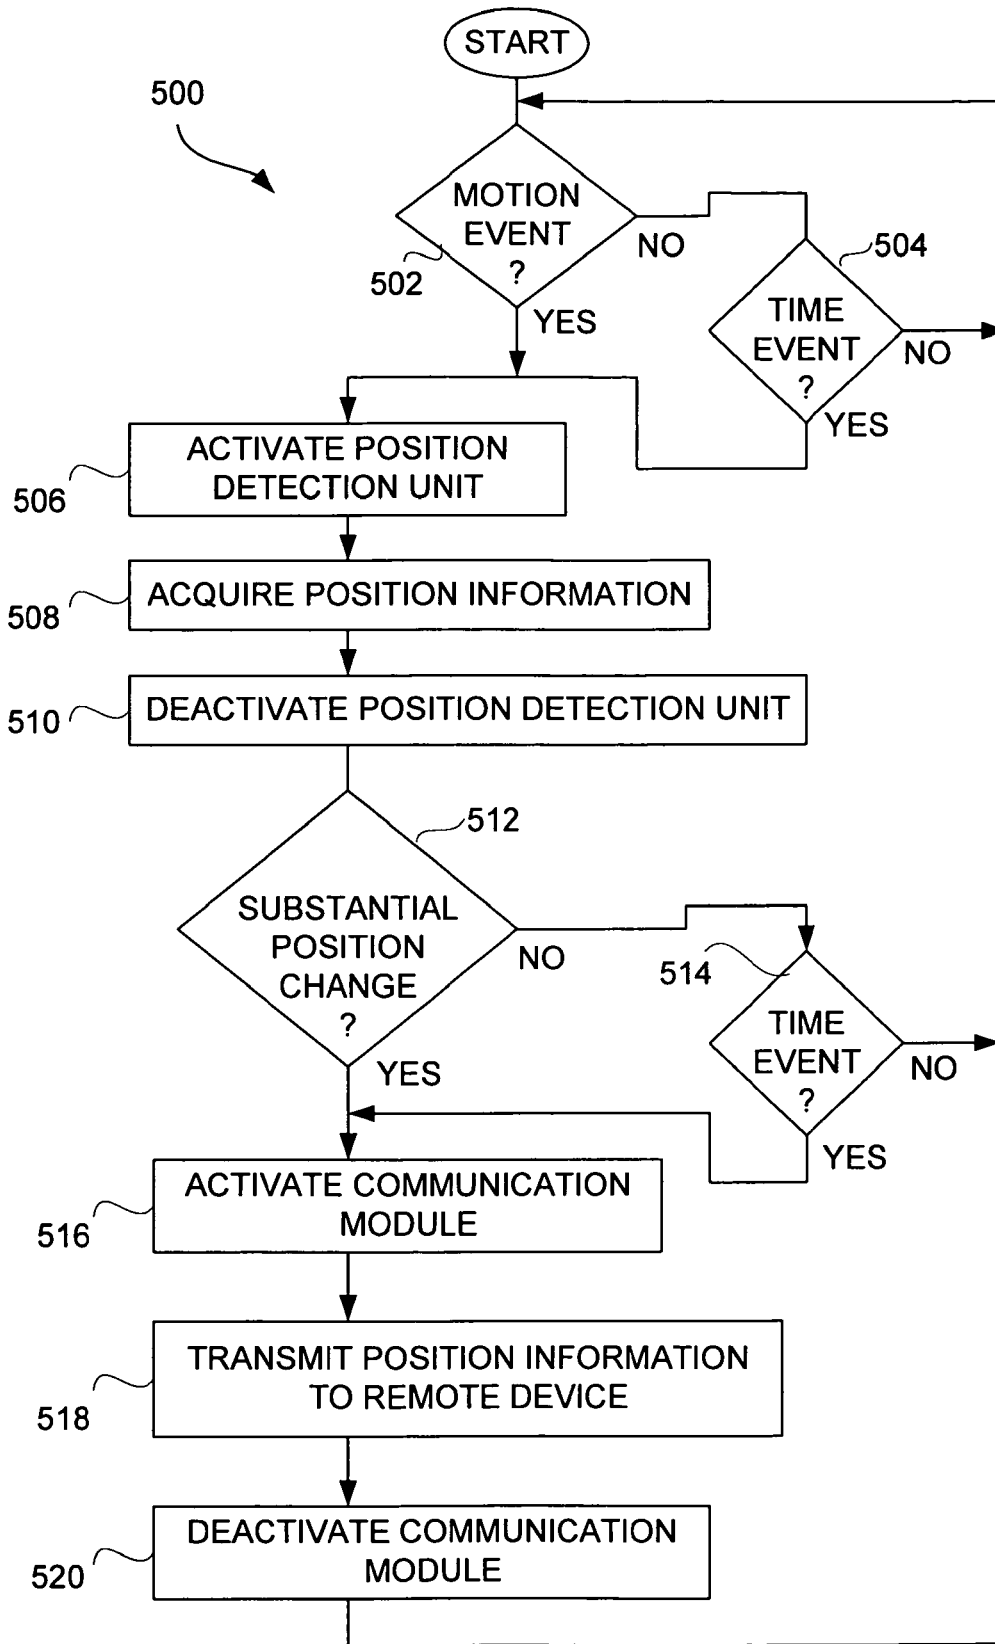 START
500
MOTION
EVENT
?
502
NO
YES
504
TIME
EVENT
?
NO
YES
ACTIVATE POSITION
DETECTION UNIT
506
ACQUIRE POSITION INFORMATION
508
DEACTIVATE POSITION DETECTION UNIT
510
512
SUBSTANTIAL
POSITION
CHANGE
?
NO
YES
514
TIME
EVENT
?
NO
YES
ACTIVATE COMMUNICATION
MODULE
516
TRANSMIT POSITION INFORMATION
TO REMOTE DEVICE
518
DEACTIVATE COMMUNICATION
MODULE
520